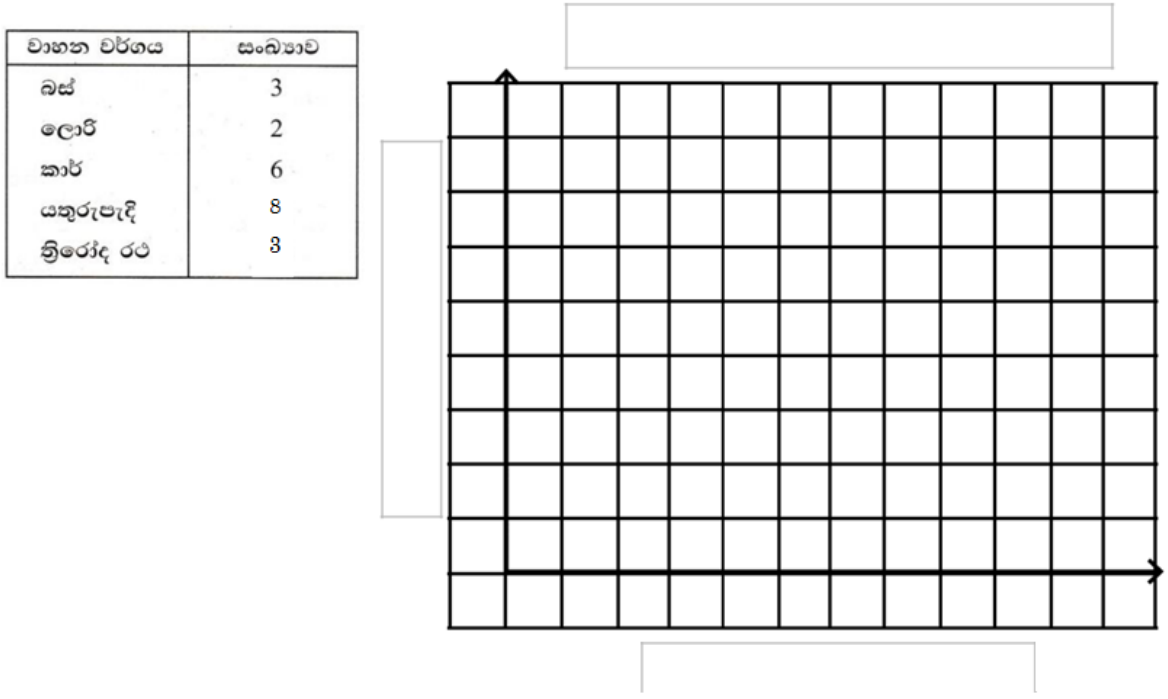 වාහන වර්ගය සංඛ්‍යාව
බස් 3
ලොරි 2
කාර් 6
යතුරුපැදි 8
ත්‍රිරෝද රථ 3